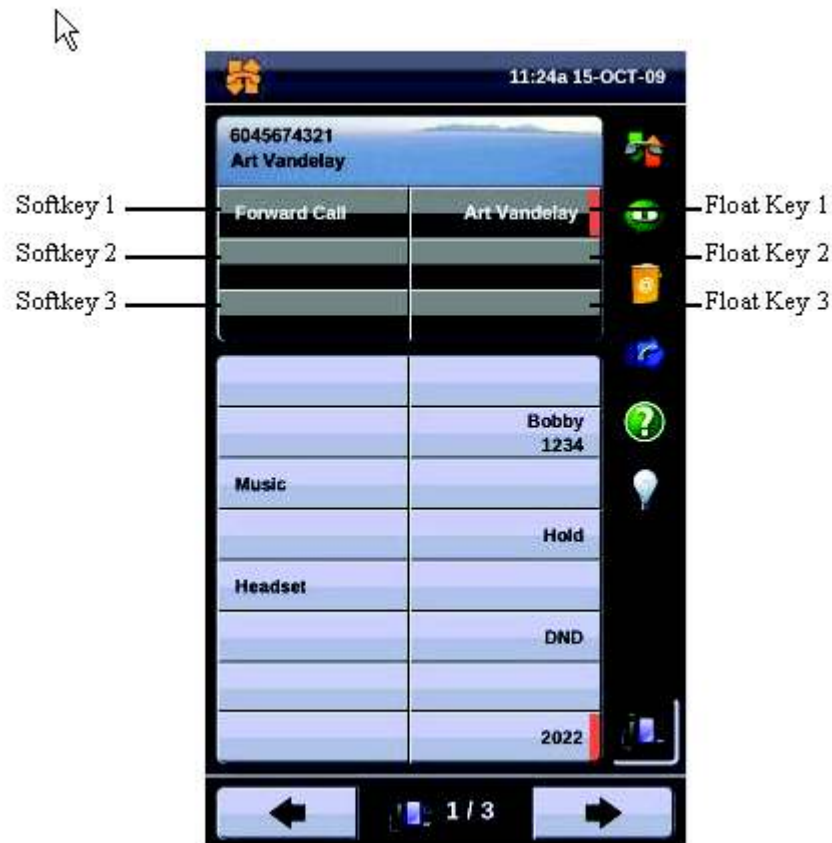 11:24a 15-OCT-09
6045674321
Art Vandelay
Softkey 1
Forward Call
Art Vandelay
Float Key 1
Softkey 2
Float Key 2
Softkey 3
Float Key 3
Bobby
1234
Music
Hold
Headset
DND
2022
1 / 3